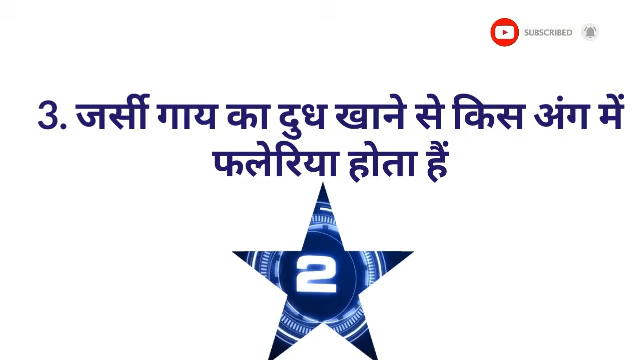 SUBSCRIBED
3. जर्सी गाय का दुध खाने से किस अंग में
फलेरिया होता हैं
2